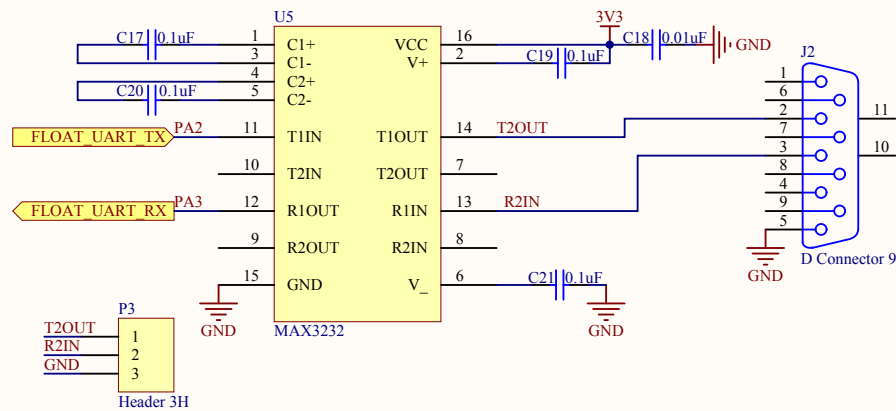 U5
3V3
C17 0.1uF
1 C1+ VCC 16
C18 0.01uF
GND
3 C1- V+ 2
C19 0.1uF
J2
4 C2+
C20 0.1uF
5 C2-
FLOAT_UART_TX PA2 11 T1IN T1OUT 14 T2OUT
10 T2IN T2OUT 7
FLOAT_UART_RX PA3 12 R1OUT R1IN 13 R2IN
9 R2OUT R2IN 8
15 GND V_ 6
C21 0.1uF
GND
GND
MAX3232
1
6
2
7
3
8
4
9
5
11
10
GND
D Connector 9
P3
T2OUT 1
R2IN 2
GND 3
Header 3H